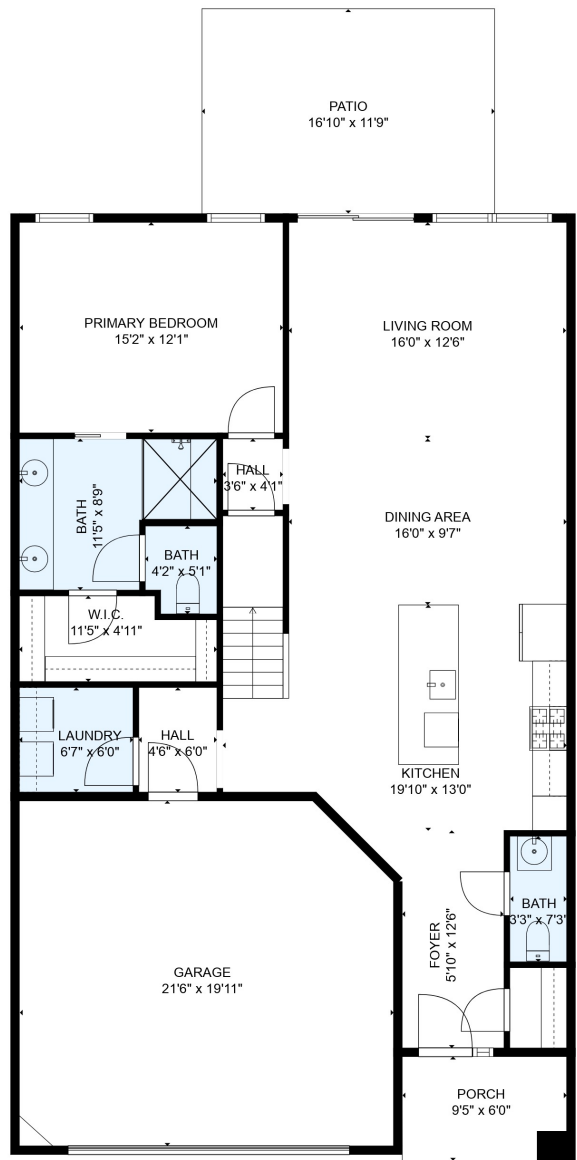 PATIO
16'10" x 11'9"
PRIMARY BEDROOM
15'2" x 12'1"
LIVING ROOM
16'0" x 12'6"
HALL
3'6" x 4'1"
BATH
11'5" x 8'9"
DINING AREA
16'0" x 9'7"
BATH
4'2" x 5'1"
W.I.C.
11'5" x 4'11"
LAUNDRY
6'7" x 6'0"
HALL
4'6" x 6'0"
KITCHEN
19'10" x 13'0"
BATH
3'3" x 7'3"
FOYER
5'10" x 12'6"
GARAGE
21'6" x 19'11"
PORCH
9'5" x 6'0"